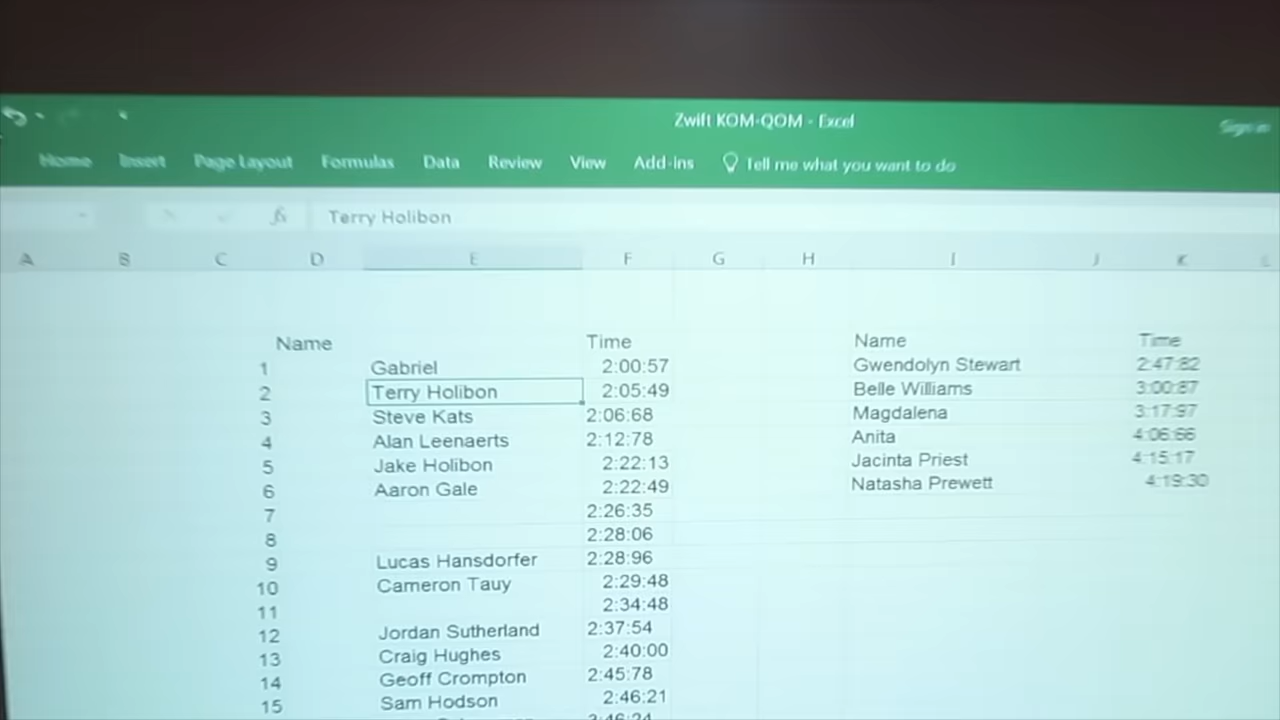 Zwift KOM-QOM - Excel
Sign in
Home Insert Page Layout Formulas Data Review View Add-ins Tell me what you want to do
fx Terry Holibon
A B C D E F G H I J K L
Name Time Name Time
1 Gabriel 2:00:57 Gwendolyn Stewart 2:47:82
2 Terry Holibon 2:05:49 Belle Williams 3:00:87
3 Steve Kats 2:06:68 Magdalena 3:17:97
4 Alan Leenaerts 2:12:78 Anita 4:06:66
5 Jake Holibon 2:22:13 Jacinta Priest 4:15:17
6 Aaron Gale 2:22:49 Natasha Prewett 4:19:30
7 2:26:35
8 2:28:06
9 Lucas Hansdorfer 2:28:96
10 Cameron Tauy 2:29:48
11 2:34:48
12 Jordan Sutherland 2:37:54
13 Craig Hughes 2:40:00
14 Geoff Crompton 2:45:78
15 Sam Hodson 2:46:21